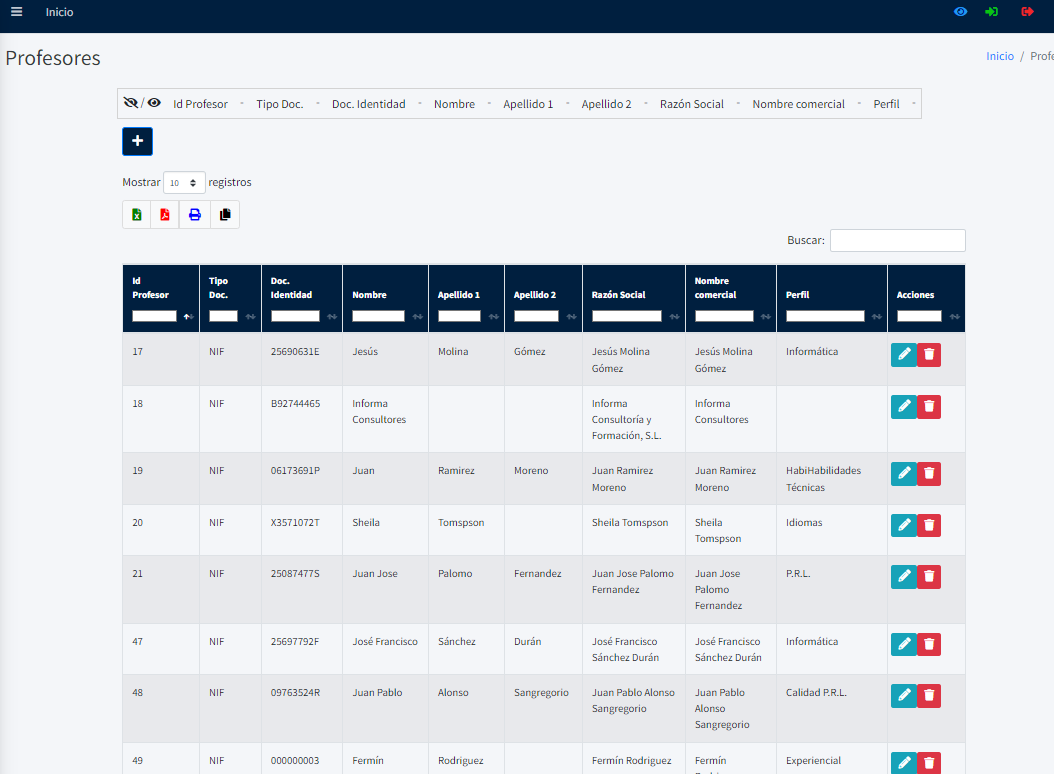 Inicio
Profesores
Inicio / Profe
/ Id Profesor - Tipo Doc. - Doc. Identidad - Nombre - Apellido 1 - Apellido 2 - Razón Social - Nombre comercial - Perfil -
+
Mostrar 10 registros
Buscar:
Id Profesor Tipo Doc. Doc. Identidad Nombre Apellido 1 Apellido 2 Razón Social Nombre comercial Perfil Acciones
17 NIF 25690631E Jesús Molina Gómez Jesús Molina Gómez Jesús Molina Gómez Informática
18 NIF B92744465 Informa Consultores Informa Consultoría y Formación, S.L. Informa Consultores
19 NIF 06173691P Juan Ramirez Moreno Juan Ramirez Moreno Juan Ramirez Moreno HabiHabilidades Técnicas
20 NIF X3571072T Sheila Tomspson Sheila Tomspson Sheila Tomspson Idiomas
21 NIF 25087477S Juan Jose Palomo Fernandez Juan Jose Palomo Fernandez Juan Jose Palomo Fernandez P.R.L.
47 NIF 25697792F José Francisco Sánchez Durán José Francisco Sánchez Durán José Francisco Sánchez Durán Informática
48 NIF 09763524R Juan Pablo Alonso Sangregorio Juan Pablo Alonso Sangregorio Juan Pablo Alonso Sangregorio Calidad P.R.L.
49 NIF 000000003 Fermín Rodriguez Fermín Rodriguez Fermín Experiencial